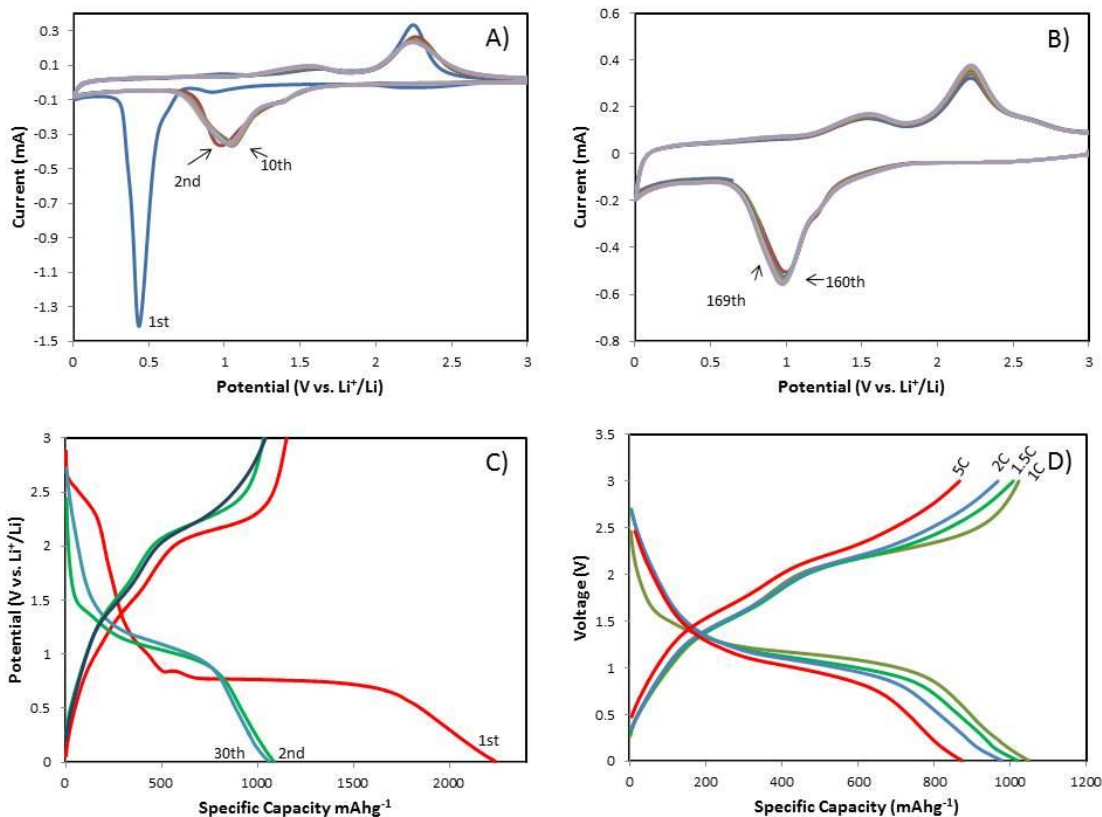 A)
0.3
0.1
-0.1
-0.3
-0.5
-0.7
-0.9
-1.1
-1.3
-1.5
Current (mA)
2nd
10th
1st
0 0.5 1 1.5 2 2.5 3
Potential (V vs. Li⁺/Li)
B)
0.6
0.4
0.2
0
-0.2
-0.4
-0.6
-0.8
Current (mA)
169th
160th
0 0.5 1 1.5 2 2.5 3
Potential (V vs. Li⁺/Li)
C)
3
2.5
2
1.5
1
0.5
0
Potential (V vs. Li⁺/Li)
30th
2nd
1st
0 500 1000 1500 2000
Specific Capacity mAhg⁻¹
D)
3.5
3
2.5
2
1.5
1
0.5
0
Voltage (V)
5C
2C
1.5C
1C
0 200 400 600 800 1000 1200
Specific Capacity (mAhg⁻¹)